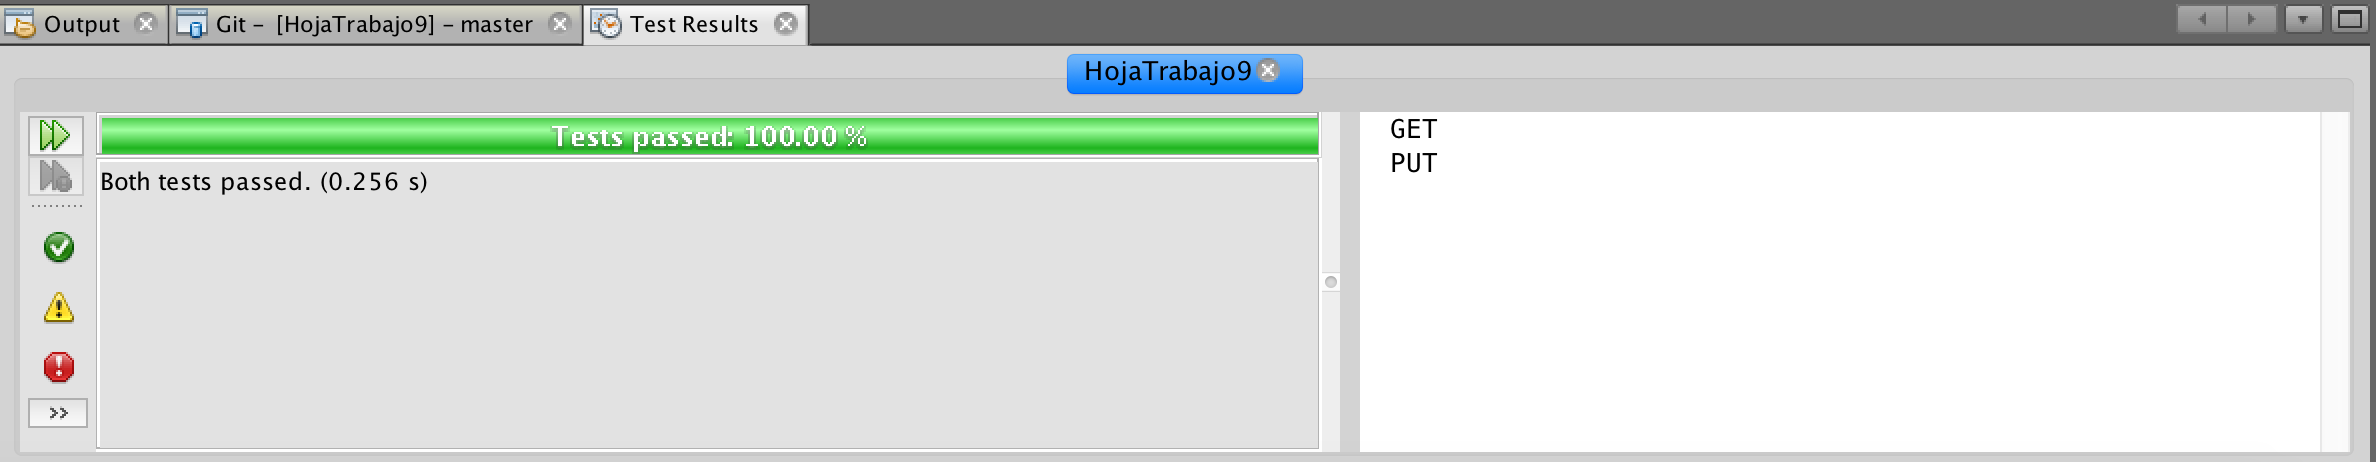 Output
Git - [HojaTrabajo9] - master
Test Results
HojaTrabajo9
Tests passed: 100.00 %
Both tests passed. (0.256 s)
GET
PUT
>>